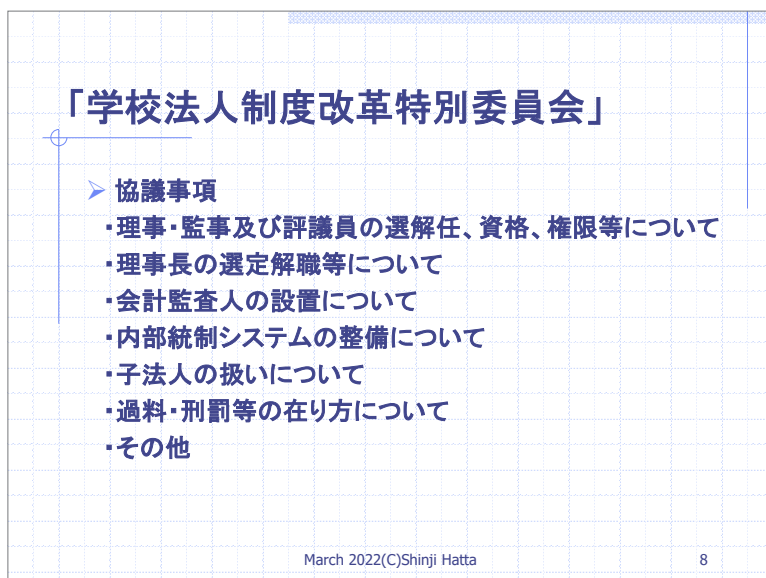 「学校法人制度改革特別委員会」
➢ 協議事項
・理事・監事及び評議員の選解任、資格、権限等について
・理事長の選定解職等について
・会計監査人の設置について
・内部統制システムの整備について
・子法人の扱いについて
・過料・刑罰等の在り方について
・その他
March 2022(C)Shinji Hatta
8